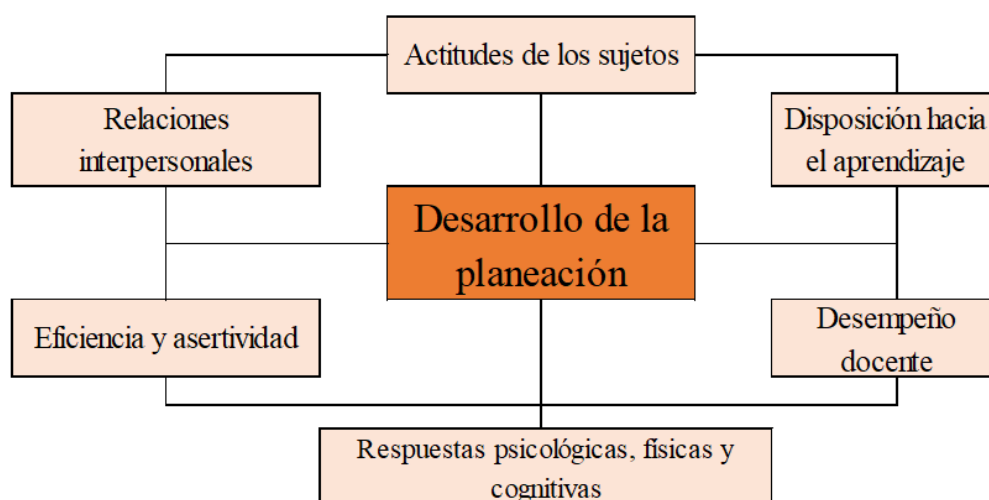 Actitudes de los sujetos
Relaciones
interpersonales
Disposición hacia
el aprendizaje
Desarrollo de la
planeación
Eficiencia y asertividad
Desempeño
docente
Respuestas psicológicas, físicas y
cognitivas